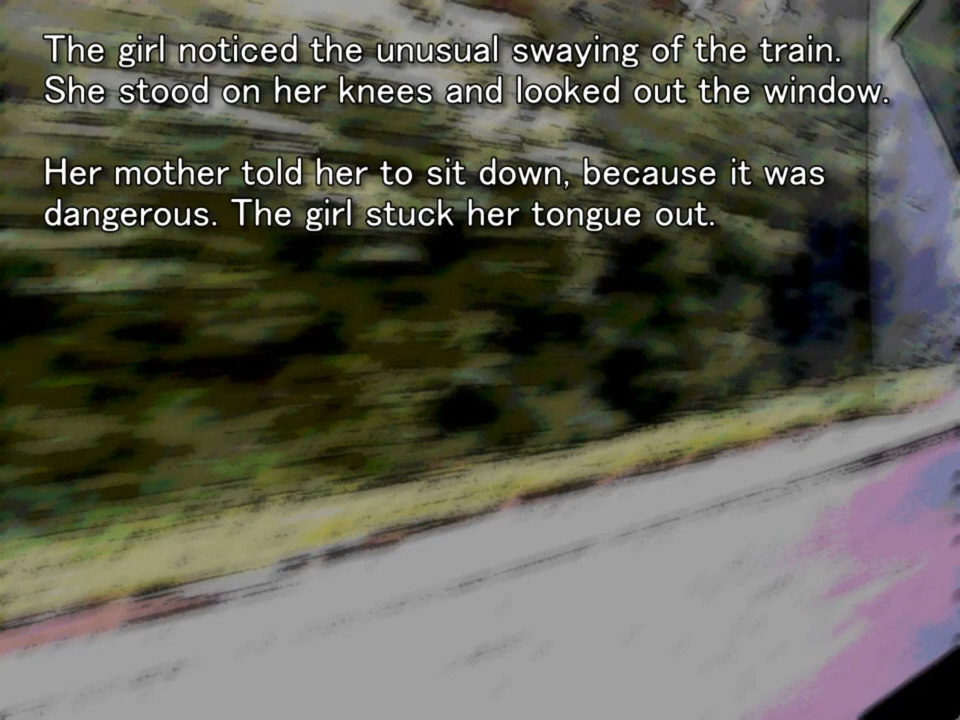 The girl noticed the unusual swaying of the train.
She stood on her knees and looked out the window.
Her mother told her to sit down, because it was
dangerous. The girl stuck her tongue out.